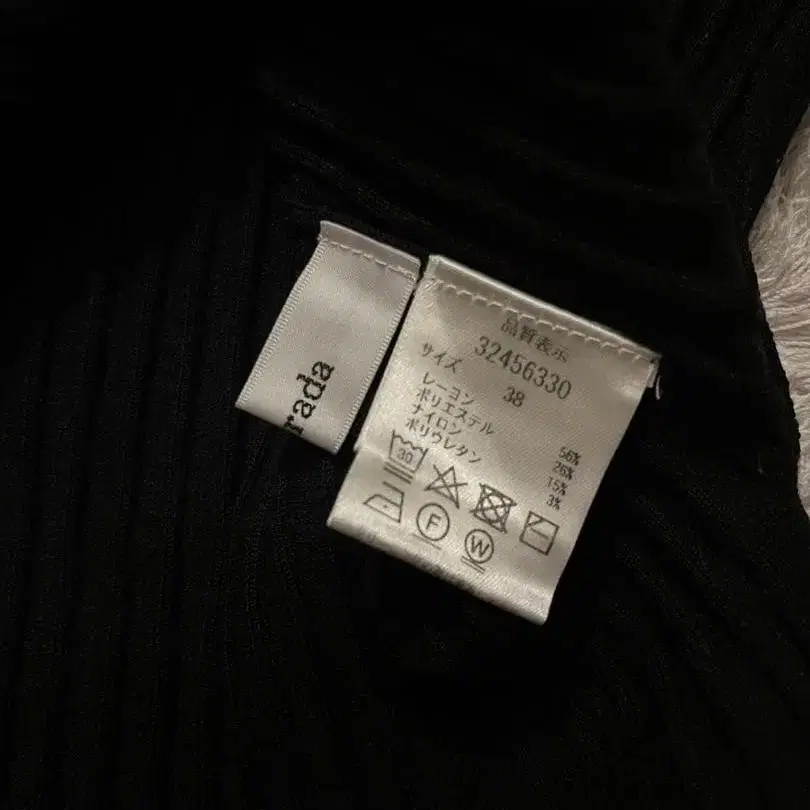 rada
品質表示
32456330
サイズ 38
レーヨン 56%
ポリエステル 26%
ナイロン 15%
ポリウレタン 3%
30
F
W